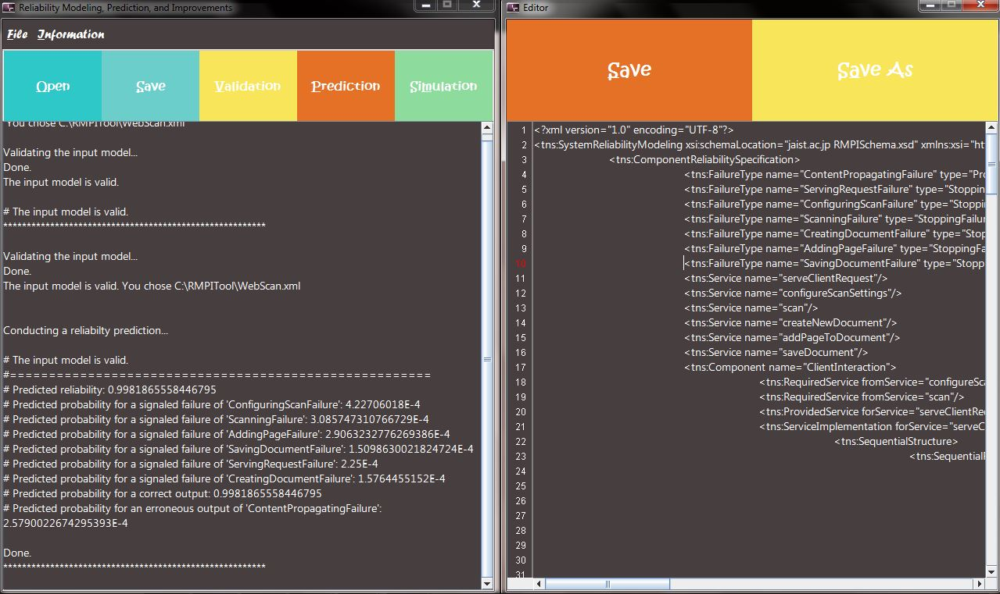 Reliability Modeling, Prediction, and Improvements
File Information
Open Save Validation Prediction Simulation
You chose C:\RMPITool\WebScan.xml
Validating the input model...
Done.
The input model is valid.
# The input model is valid.
********************************************************
Validating the input model...
Done.
The input model is valid. You chose C:\RMPITool\WebScan.xml
Conducting a reliabilty prediction...
# The input model is valid.
#======================================================
# Predicted reliability: 0.9981865558446795
# Predicted probability for a signaled failure of 'ConfiguringScanFailure': 4.22706018E-4
# Predicted probability for a signaled failure of 'ScanningFailure': 3.085747310766729E-4
# Predicted probability for a signaled failure of 'AddingPageFailure': 2.9063232776269386E-4
# Predicted probability for a signaled failure of 'SavingDocumentFailure': 1.5098630021824724E-4
# Predicted probability for a signaled failure of 'ServingRequestFailure': 2.25E-4
# Predicted probability for a signaled failure of 'CreatingDocumentFailure': 1.5764455152E-4
# Predicted probability for a correct output: 0.9981865558446795
# Predicted probability for an erroneous output of 'ContentPropagatingFailure':
2.5790022674295393E-4
Done.
********************************************************
Editor
Save Save As
1 <?xml version="1.0" encoding="UTF-8"?>
2 <tns:SystemReliabilityModeling xsi:schemaLocation="jaist.ac.jp RMPISchema.xsd" xmlns:xsi="ht
3 <tns:ComponentReliabilitySpecification>
4 <tns:FailureType name="ContentPropagatingFailure" type="Pro
5 <tns:FailureType name="ServingRequestFailure" type="Stopping
6 <tns:FailureType name="ConfiguringScanFailure" type="Stoppin
7 <tns:FailureType name="ScanningFailure" type="StoppingFailur
8 <tns:FailureType name="CreatingDocumentFailure" type="Stop
9 <tns:FailureType name="AddingPageFailure" type="StoppingFa
10 <tns:FailureType name="SavingDocumentFailure" type="Stopp
11 <tns:Service name="serveClientRequest"/>
12 <tns:Service name="configureScanSettings"/>
13 <tns:Service name="scan"/>
14 <tns:Service name="createNewDocument"/>
15 <tns:Service name="addPageToDocument"/>
16 <tns:Service name="saveDocument"/>
17 <tns:Component name="ClientInteraction">
18 <tns:RequiredService fromService="configureSca
19 <tns:RequiredService fromService="scan"/>
20 <tns:ProvidedService forService="serveClientRec
21 <tns:ServiceImplementation forService="serveC
22 <tns:SequentialStructure>
23 <tns:SequentialP
24
25
26
27
28
29
30
31